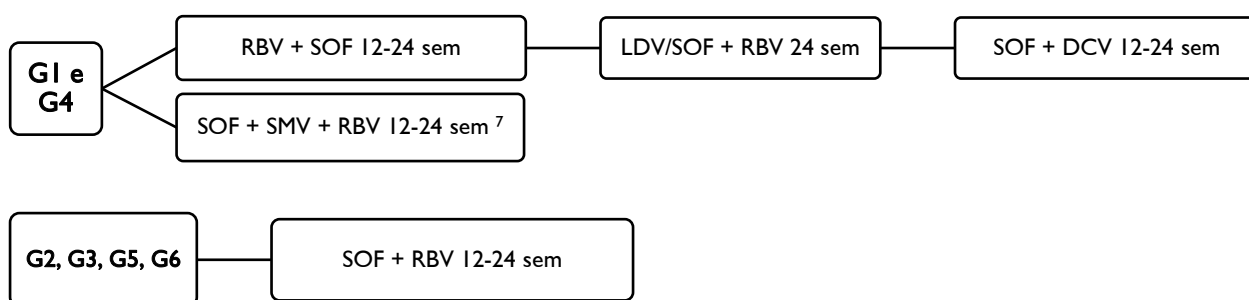 G1 e
G4
RBV + SOF 12-24 sem
LDV/SOF + RBV 24 sem
SOF + DCV 12-24 sem
SOF + SMV + RBV 12-24 sem ⁷
G2, G3, G5, G6
SOF + RBV 12-24 sem